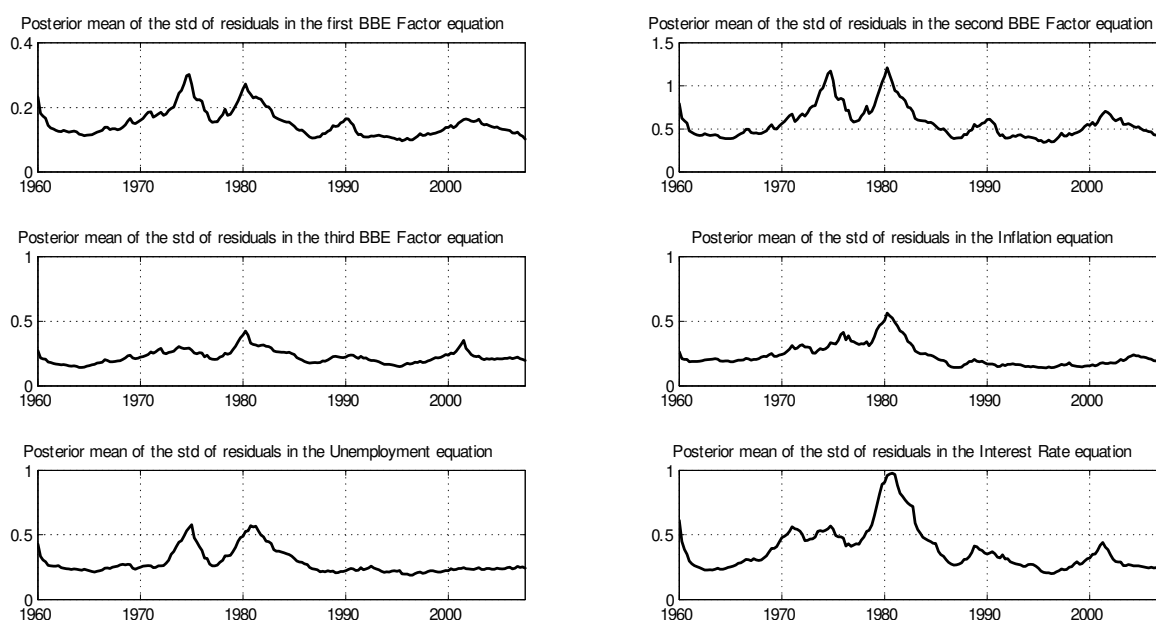 Posterior mean of the std of residuals in the first BBE Factor equation
0.4
0.2
0
1960 1970 1980 1990 2000
Posterior mean of the std of residuals in the second BBE Factor equation
1.5
1
0.5
0
1960 1970 1980 1990 2000
Posterior mean of the std of residuals in the third BBE Factor equation
1
0.5
0
1960 1970 1980 1990 2000
Posterior mean of the std of residuals in the Inflation equation
1
0.5
0
1960 1970 1980 1990 2000
Posterior mean of the std of residuals in the Unemployment equation
1
0.5
0
1960 1970 1980 1990 2000
Posterior mean of the std of residuals in the Interest Rate equation
1
0.5
0
1960 1970 1980 1990 2000